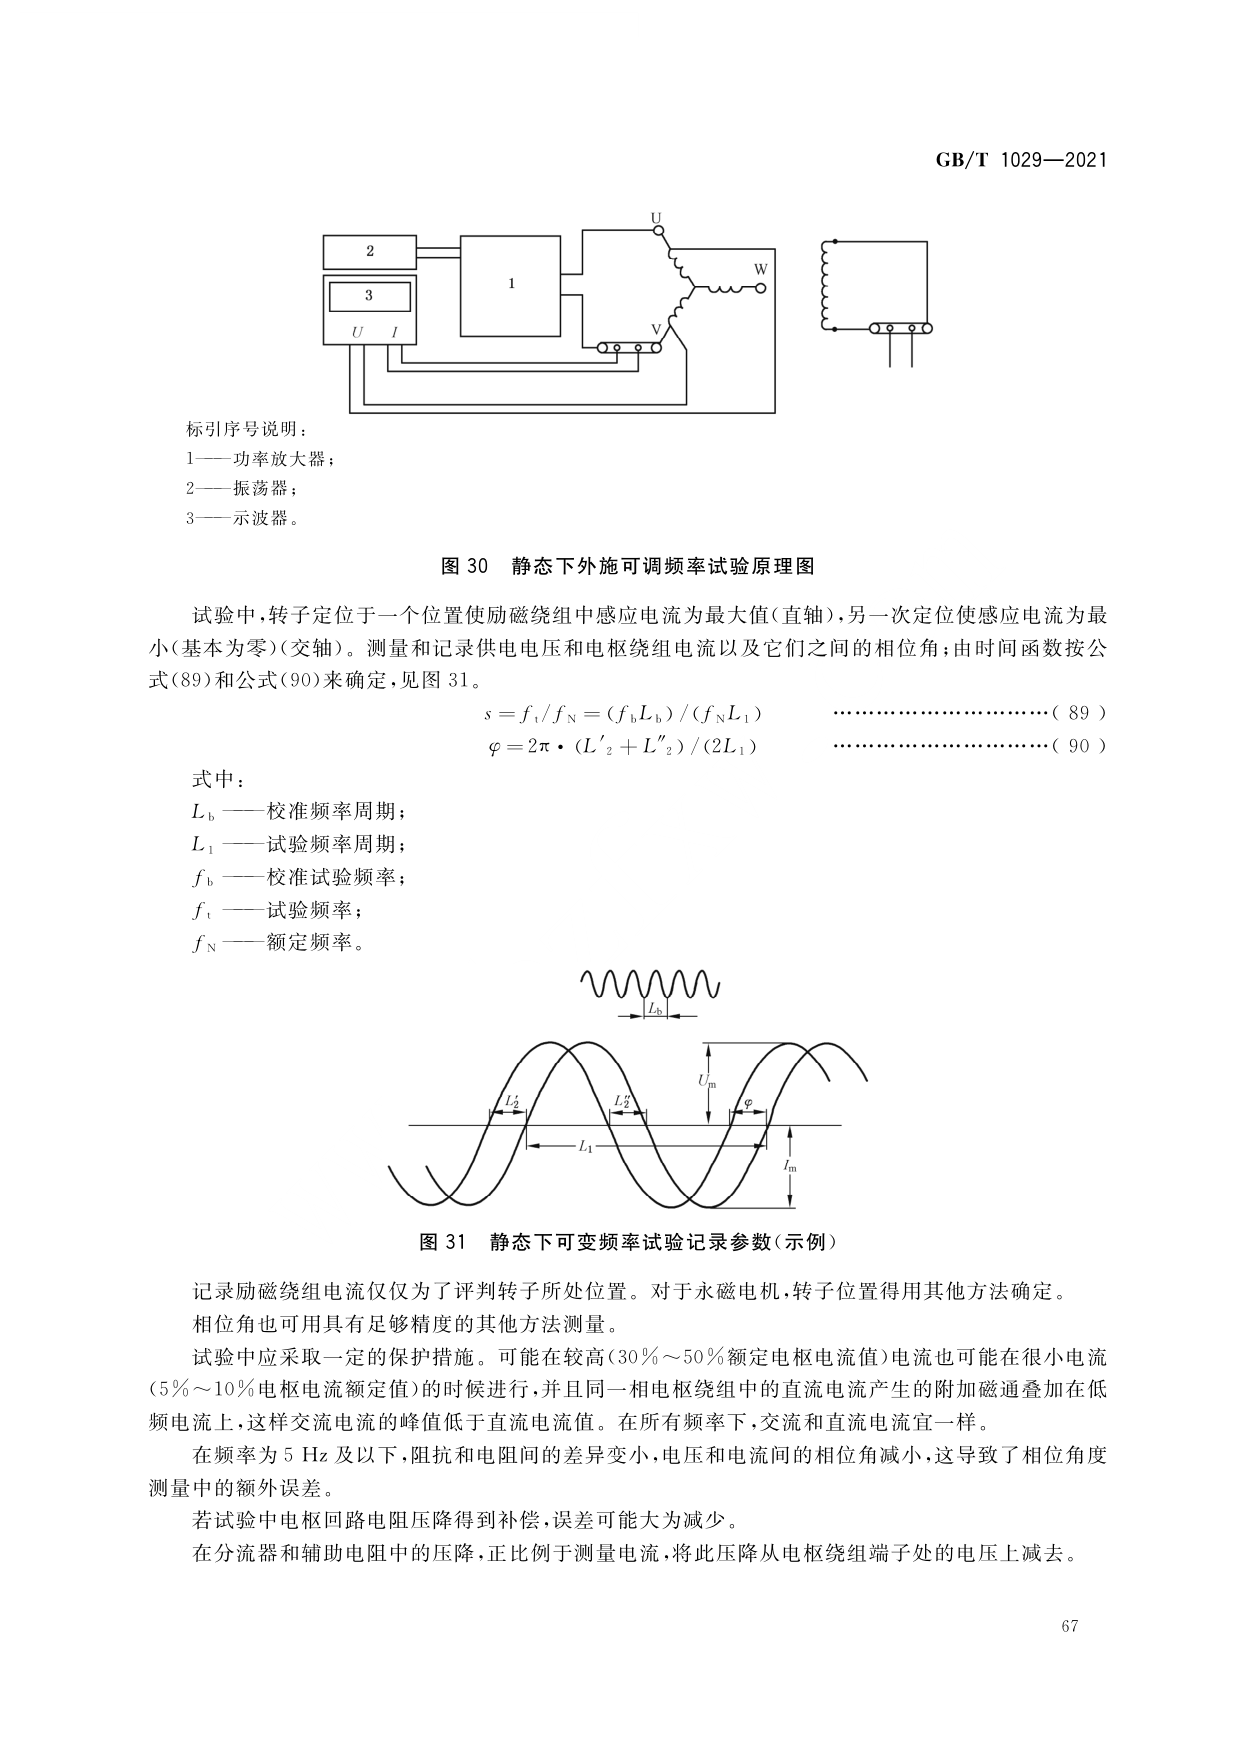 GB/T 1029—2021
U
2
W
1
3
U I
V
标引序号说明:
1——功率放大器;
2——振荡器;
3——示波器。
图 30 静态下外施可调频率试验原理图
试验中,转子定位于一个位置使励磁绕组中感应电流为最大值(直轴),另一次定位使感应电流为最
小(基本为零)(交轴)。测量和记录供电电压和电枢绕组电流以及它们之间的相位角;由时间函数按公
式(89)和公式(90)来确定,见图 31。
s=fₜ/f_N=(f_bL_b)/(f_NL₁) …………………………( 89 )
φ=2π·(L′₂+L″₂)/(2L₁) …………………………( 90 )
式中:
L_b ——校准频率周期;
L₁ ——试验频率周期;
f_b ——校准试验频率;
fₜ ——试验频率;
f_N ——额定频率。
L_b
U_m
L′₂ L″₂ φ
L₁
I_m
图 31 静态下可变频率试验记录参数(示例)
记录励磁绕组电流仅仅为了评判转子所处位置。对于永磁电机,转子位置得用其他方法确定。
相位角也可用具有足够精度的其他方法测量。
试验中应采取一定的保护措施。可能在较高(30%~50%额定电枢电流值)电流也可能在很小电流
(5%~10%电枢电流额定值)的时候进行,并且同一相电枢绕组中的直流电流产生的附加磁通叠加在低
频电流上,这样交流电流的峰值低于直流电流值。在所有频率下,交流和直流电流宜一样。
在频率为 5 Hz 及以下,阻抗和电阻间的差异变小,电压和电流间的相位角减小,这导致了相位角度
测量中的额外误差。
若试验中电枢回路电阻压降得到补偿,误差可能大为减少。
在分流器和辅助电阻中的压降,正比例于测量电流,将此压降从电枢绕组端子处的电压上减去。
67